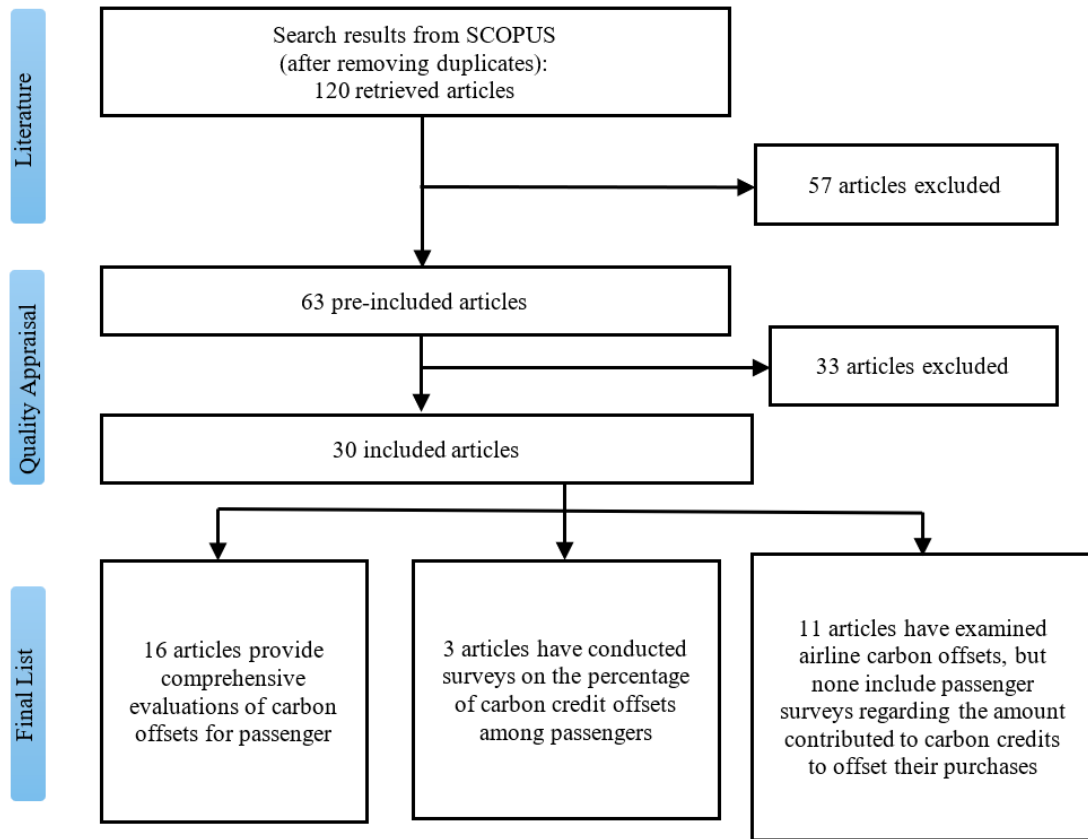 Literature
Search results from SCOPUS
(after removing duplicates):
120 retrieved articles
57 articles excluded
Quality Appraisal
63 pre-included articles
33 articles excluded
30 included articles
Final List
16 articles provide
comprehensive
evaluations of carbon
offsets for passenger
3 articles have conducted
surveys on the percentage
of carbon credit offsets
among passengers
11 articles have examined
airline carbon offsets, but
none include passenger
surveys regarding the
amount
contributed to carbon credits
to offset their purchases